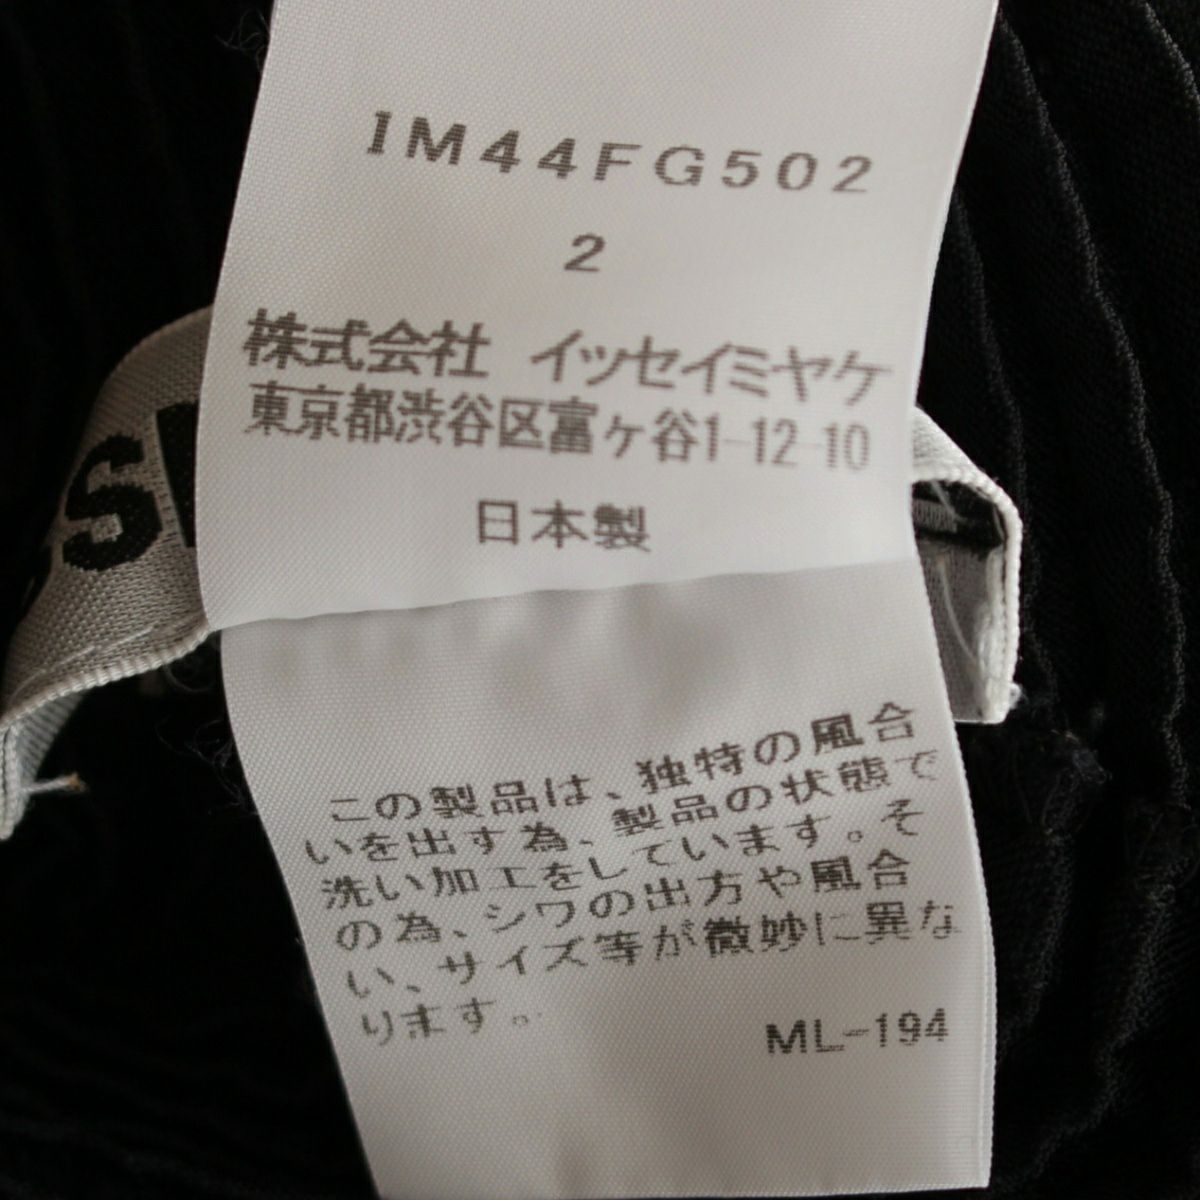 IM44FG502
2
株式会社 イッセイミヤケ
東京都渋谷区富ヶ谷1-12-10
日本製
この製品は、独特の風合
いを出す為、製品の状態で
洗い加工をしています。そ
の為、シワの出方や風合
い、サイズ等が微妙に異な
ります。
ML-194